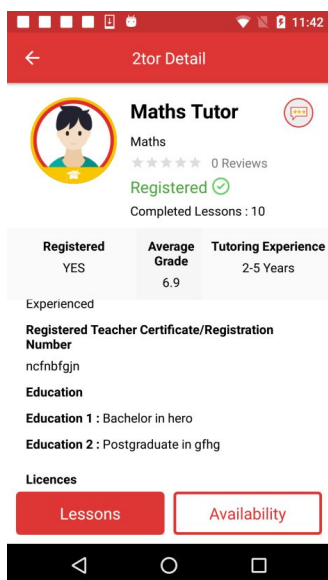 11:42
2tor Detail
Maths Tutor
Maths
0 Reviews
Registered
Completed Lessons : 10
Registered
YES
Average
Grade
6.9
Tutoring Experience
2-5 Years
Experienced
Registered Teacher Certificate/Registration
Number
ncfnbfgjn
Education
Education 1 : Bachelor in hero
Education 2 : Postgraduate in gfhg
Licences
Lessons
Availability